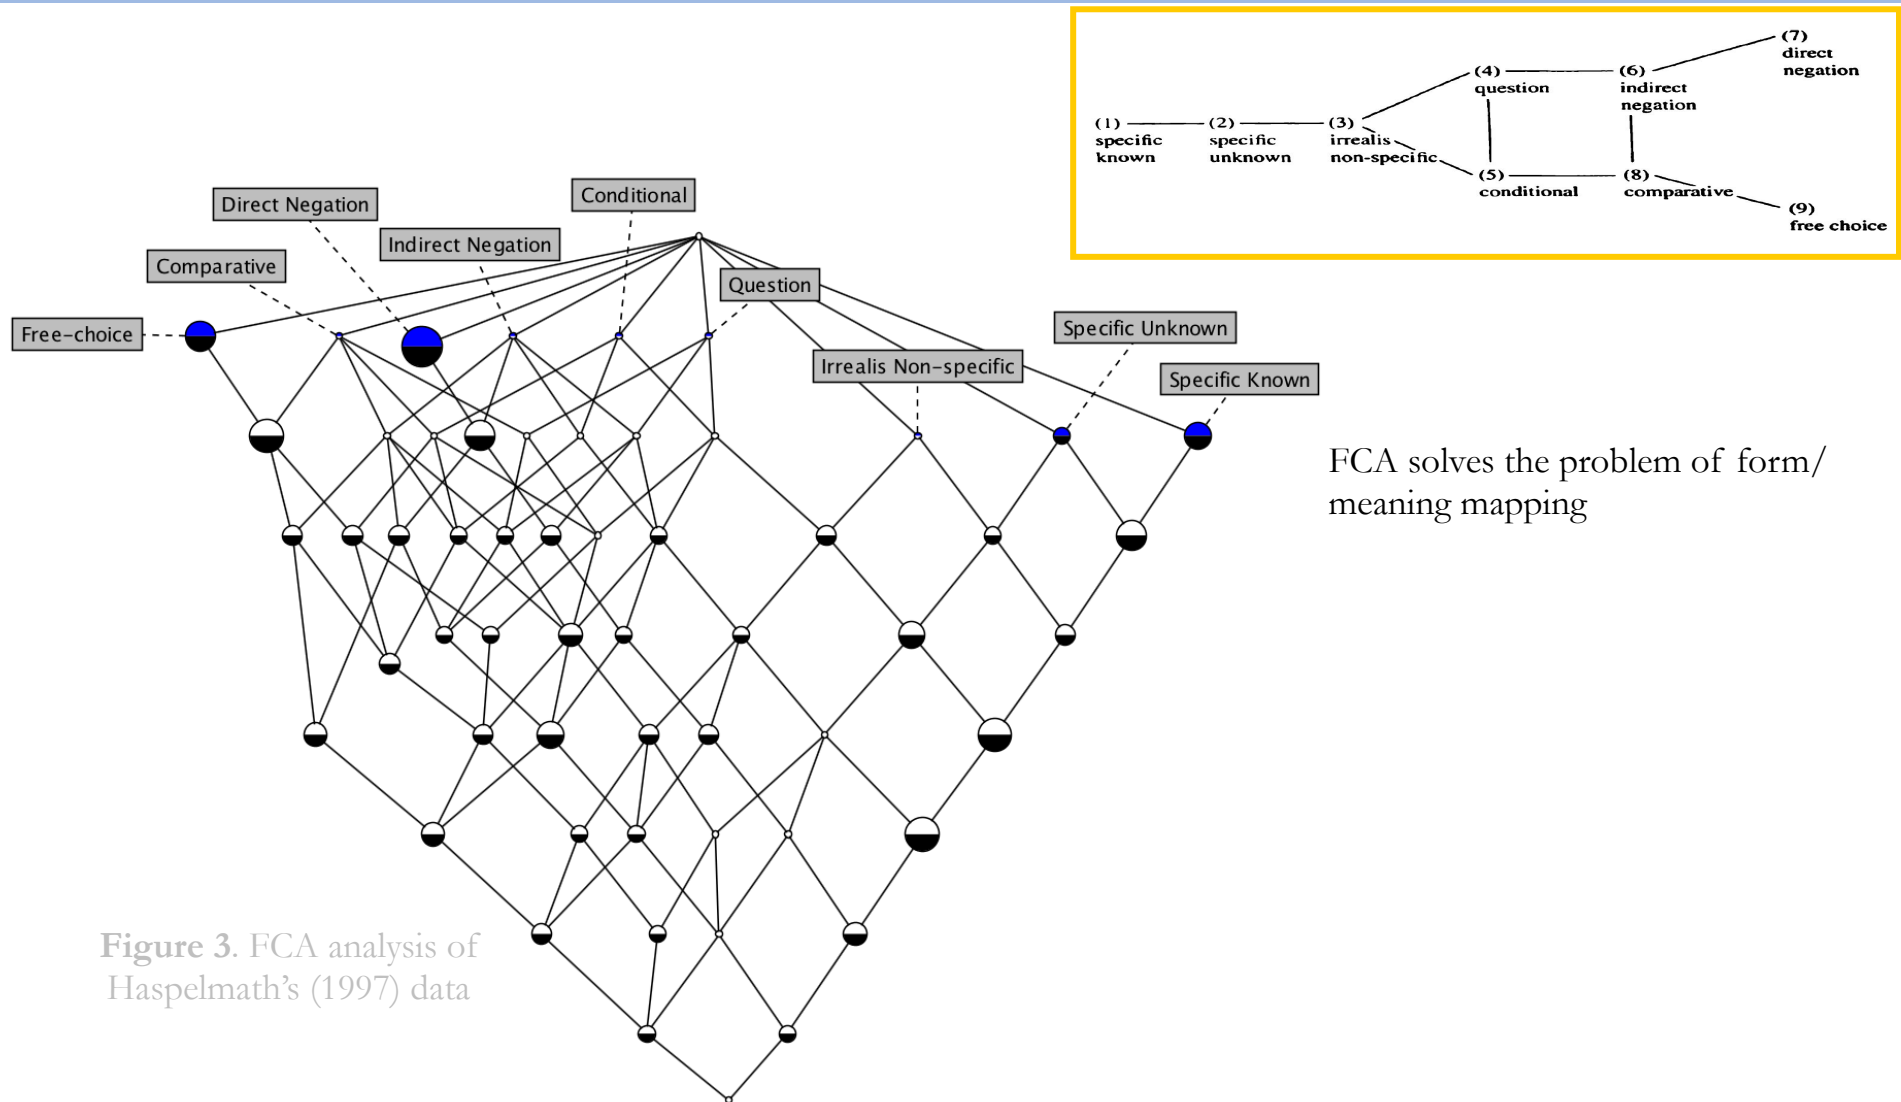 (7)
direct
negation
(4)
question
(6)
indirect
negation
(1)
specific
known
(2)
specific
unknown
(3)
irrealis
non-specific
(5)
conditional
(8)
comparative
(9)
free choice
Conditional
Direct Negation
Indirect Negation
Comparative
Question
Free-choice
Specific Unknown
Irrealis Non-specific
Specific Known
FCA solves the problem of form/
meaning mapping
Figure 3. FCA analysis of
Haspelmath's (1997) data